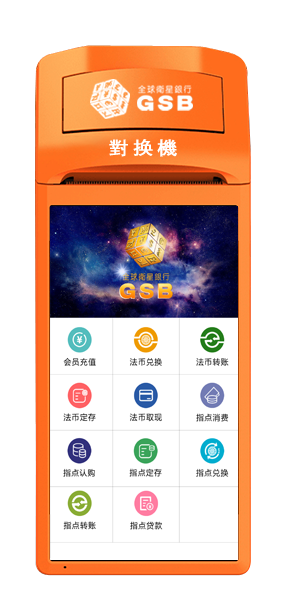 全球衛星銀行
GSB
對換機
全球衛星銀行
GSB
会员充值 法币兑换 法币转账
法币定存 法币取现 指点消费
指点认购 指点定存 指点兑换
指点转账 指点贷款